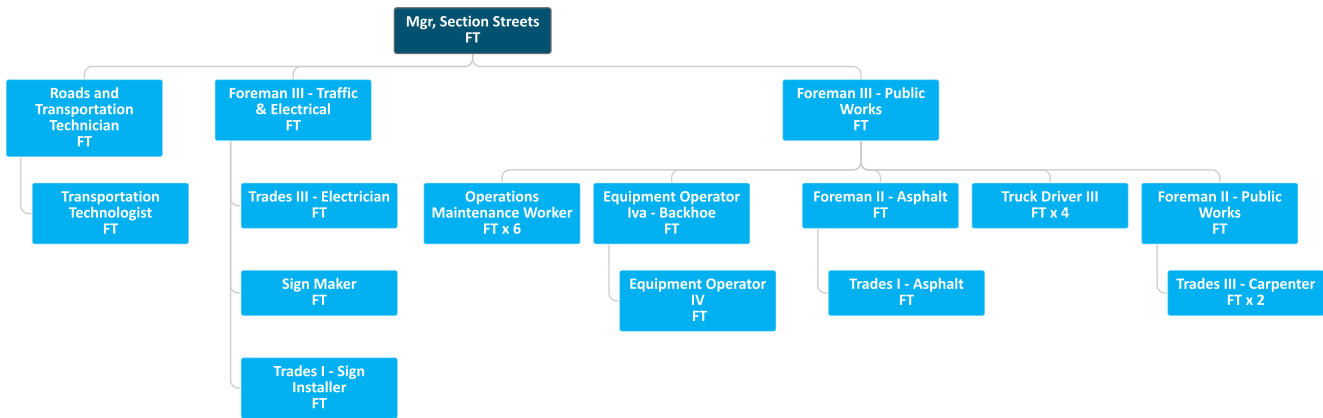 Mgr, Section Streets
FT
Roads and
Transportation
Technician
FT
Foreman III - Traffic
& Electrical
FT
Foreman III - Public
Works
FT
Transportation
Technologist
FT
Trades III - Electrician
FT
Operations
Maintenance Worker
FT x 6
Equipment Operator
Iva - Backhoe
FT
Foreman II - Asphalt
FT
Truck Driver III
FT x 4
Foreman II - Public
Works
FT
Sign Maker
FT
Equipment Operator
IV
FT
Trades I - Asphalt
FT
Trades III - Carpenter
FT x 2
Trades I - Sign
Installer
FT